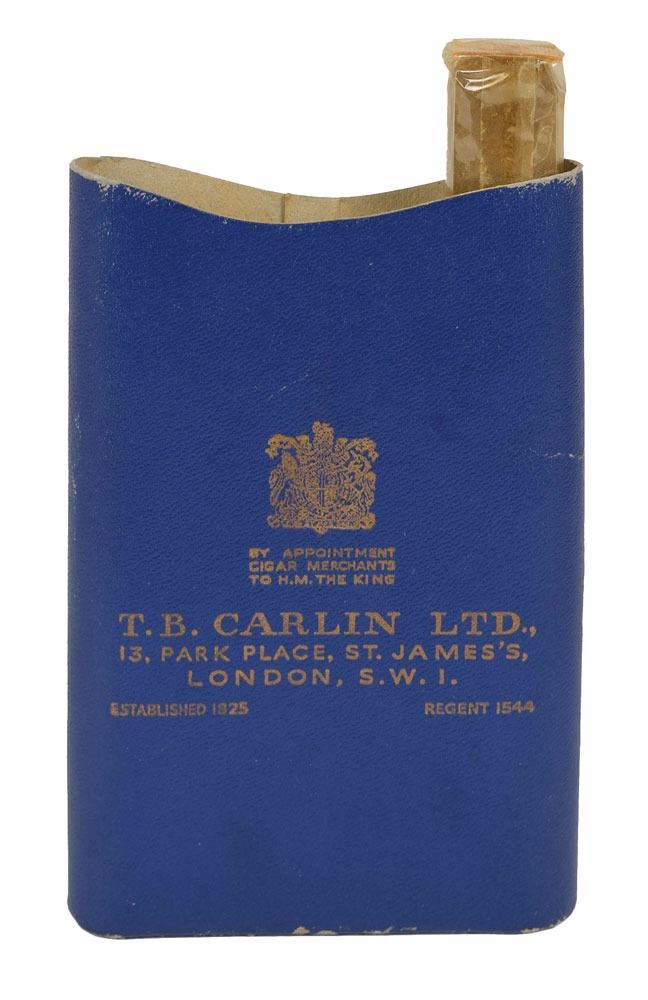 BY APPOINTMENT
CIGAR MERCHANTS
TO H.M. THE KING
T. B. CARLIN LTD.,
13, PARK PLACE, ST. JAMES'S,
LONDON, S.W. 1.
ESTABLISHED 1825 REGENT 1544